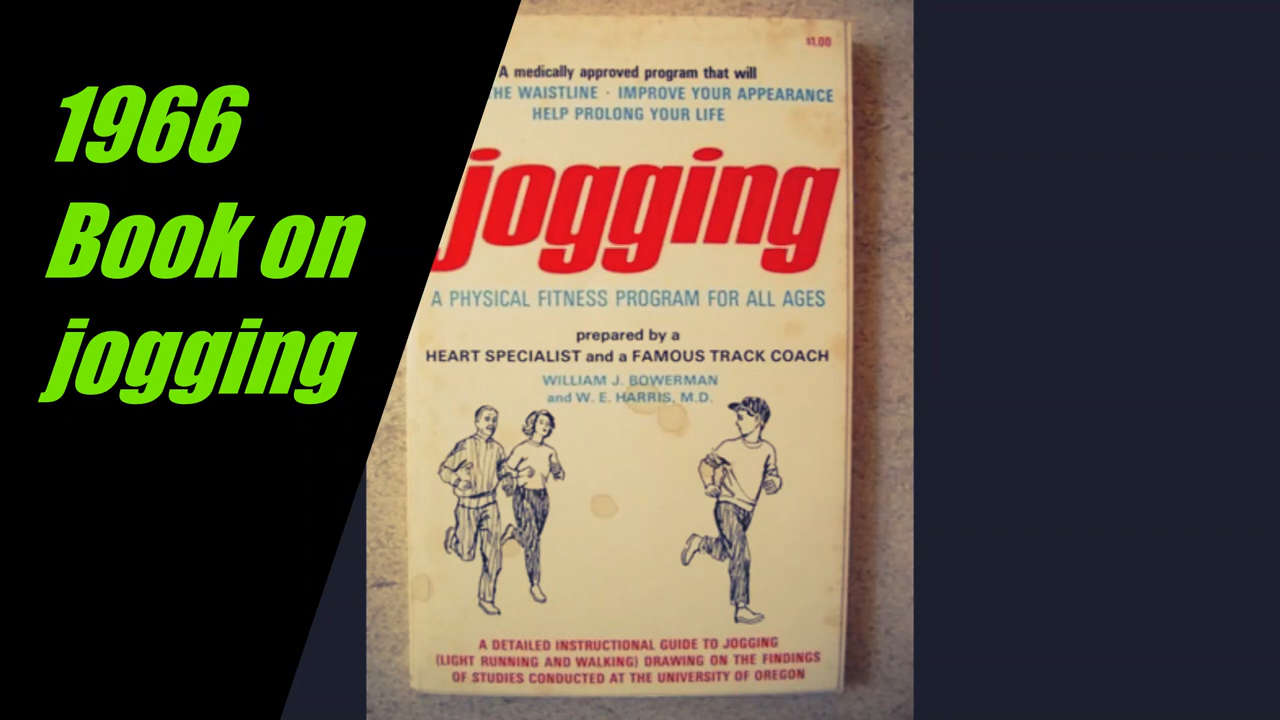 1966
Book on
jogging
$1.00
A medically approved program that will
THE WAISTLINE · IMPROVE YOUR APPEARANCE
HELP PROLONG YOUR LIFE
jogging
A PHYSICAL FITNESS PROGRAM FOR ALL AGES
prepared by a
HEART SPECIALIST and a FAMOUS TRACK COACH
WILLIAM J. BOWERMAN
and W. E. HARRIS, M.D.
A DETAILED INSTRUCTIONAL GUIDE TO JOGGING
(LIGHT RUNNING AND WALKING) DRAWING ON THE FINDINGS
OF STUDIES CONDUCTED AT THE UNIVERSITY OF OREGON